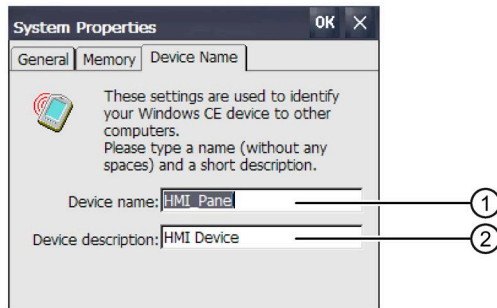 System Properties OK ×
General Memory Device Name
These settings are used to identify
your Windows CE device to other
computers.
Please type a name (without any
spaces) and a short description.
Device name: HMI_Panel ①
Device description: HMI Device ②